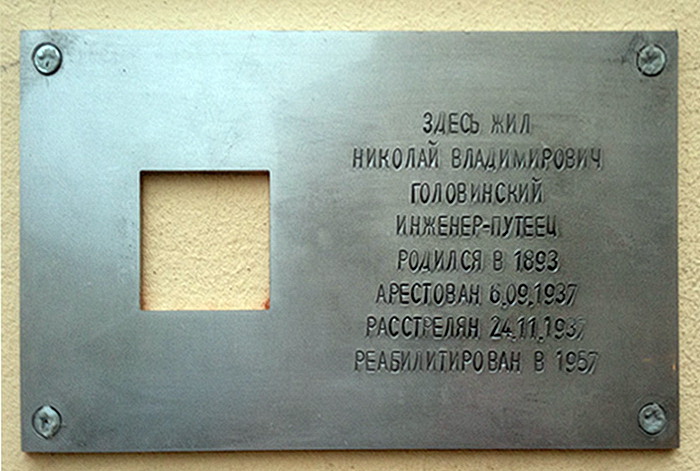 ЗДЕСЬ ЖИЛ
НИКОЛАЙ ВЛАДИМИРОВИЧ
ГОЛОВИНСКИЙ
ИНЖЕНЕР-ПУТЕЕЦ
РОДИЛСЯ В 1893
АРЕСТОВАН 6.09.1937
РАССТРЕЛЯН 24.11.1937
РЕАБИЛИТИРОВАН В 1957